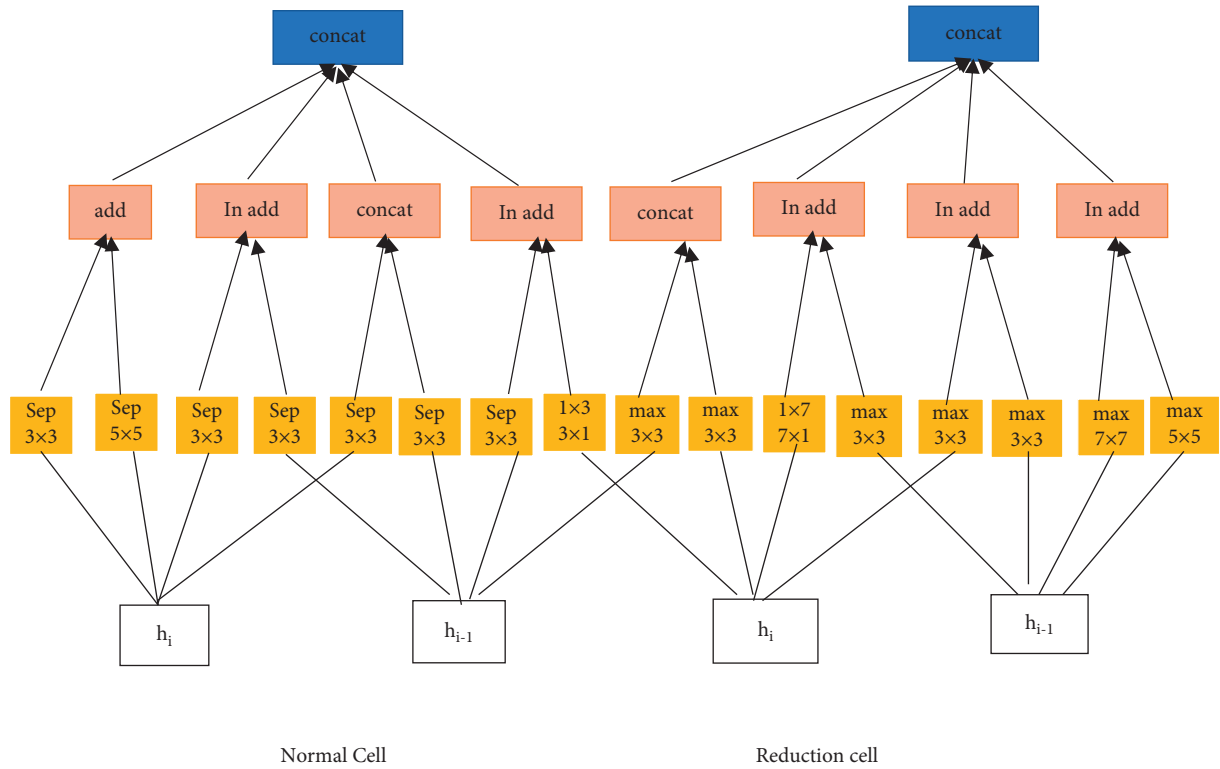 concat
concat
add
In add
concat
In add
concat
In add
In add
In add
Sep
3×3
Sep
5×5
Sep
3×3
Sep
3×3
Sep
3×3
Sep
3×3
Sep
3×3
1×3
3×1
max
3×3
max
3×3
1×7
7×1
max
3×3
max
3×3
max
3×3
max
7×7
max
5×5
hi
hi-1
hi
hi-1
Normal Cell
Reduction cell